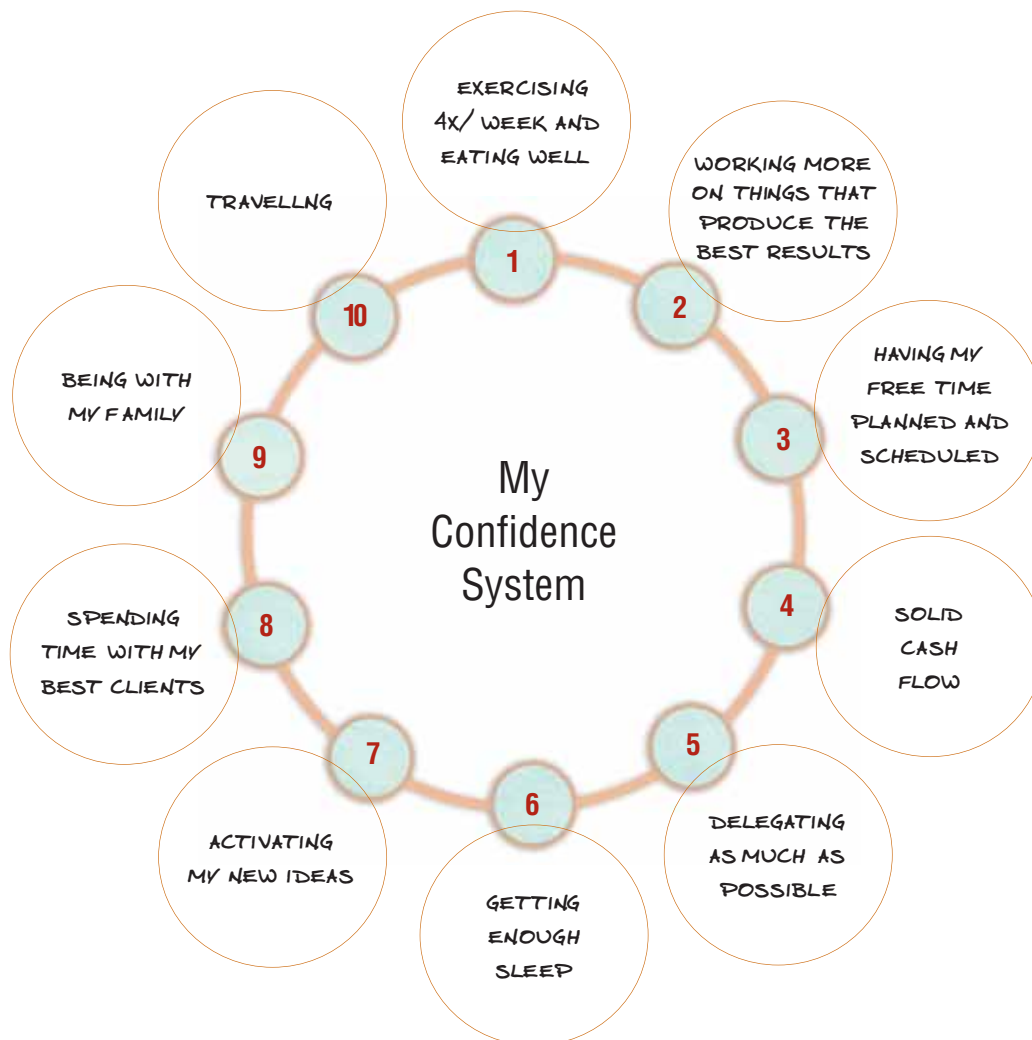 My
Confidence
System
1
EXERCISING
4X/ WEEK AND
EATING WELL
2
WORKING MORE
ON THINGS THAT
PRODUCE THE
BEST RESULTS
3
HAVING MY
FREE TIME
PLANNED AND
SCHEDULED
4
SOLID
CASH
FLOW
5
DELEGATING
AS MUCH AS
POSSIBLE
6
GETTING
ENOUGH
SLEEP
7
ACTIVATING
MY NEW IDEAS
8
SPENDING
TIME WITH MY
BEST CLIENTS
9
BEING WITH
MY FAMILY
10
TRAVELLNG